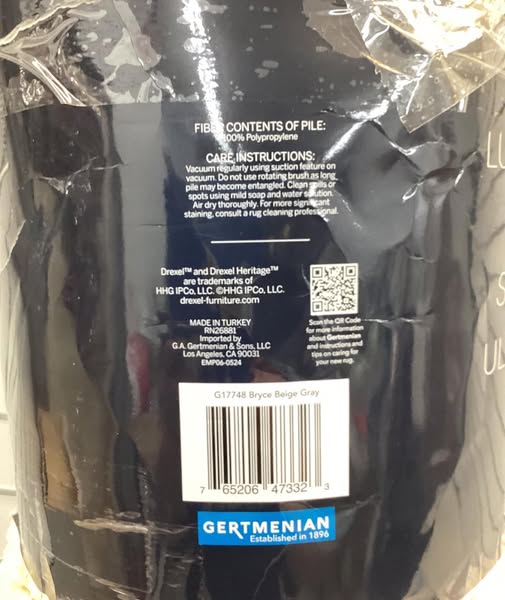 FIBER CONTENTS OF PILE:
100% Polypropylene
CARE INSTRUCTIONS:
Vacuum regularly using suction feature on
vacuum. Do not use rotating brush as long
pile may become entangled. Clean spills or
spots using mild soap and water solution.
Air dry thoroughly. For more significant
staining, consult a rug cleaning professional.
Drexel™ and Drexel Heritage™
are trademarks of
HHG IPCo, LLC. ©HHG IPCo, LLC.
drexel-furniture.com
MADE IN TURKEY
RN26881
Imported by
G.A. Gertmenian & Sons, LLC
Los Angeles, CA 90031
EMP06-0524
Scan the QR Code
for more information
about Gertmenian
and instructions and
tips on caring for
your new rug.
G17748 Bryce Beige Gray
7 65206 47332 3
GERTMENIAN
Established in 1896